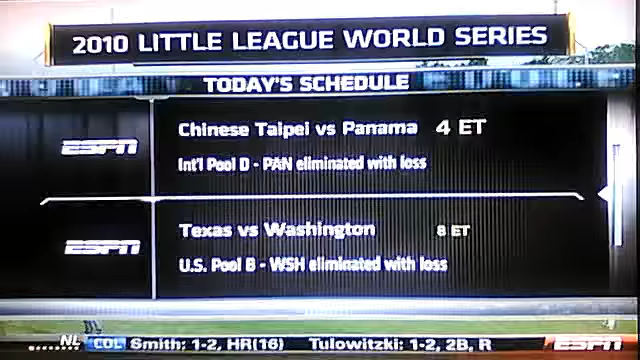 2010 LITTLE LEAGUE WORLD SERIES
TODAY'S SCHEDULE
ESPN
Chinese Taipei vs Panama 4 ET
Int'l Pool D - PAN eliminated with loss
ESPN
Texas vs Washington 8 ET
U.S. Pool B - WSH eliminated with loss
NL COL Smith: 1-2, HR(16) Tulowitzki: 1-2, 2B, R ESPN